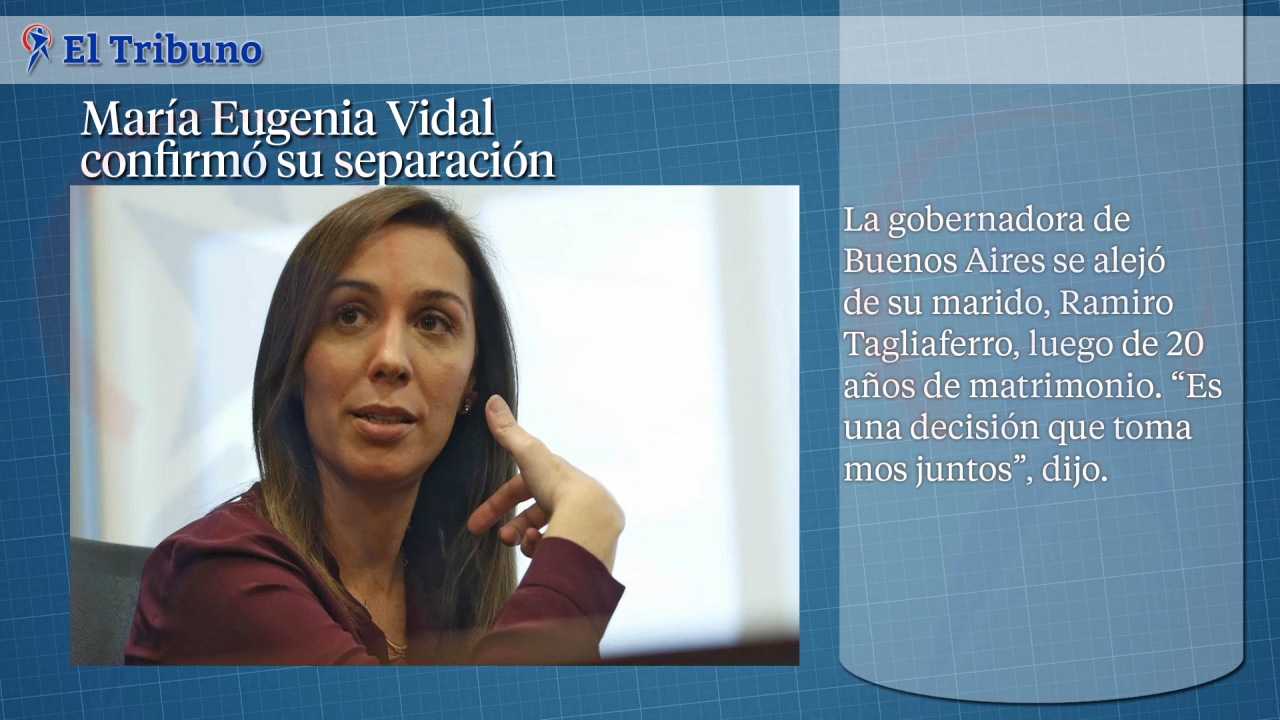 El Tribuno
María Eugenia Vidal
confirmó su separación
La gobernadora de
Buenos Aires se alejó
de su marido, Ramiro
Tagliaferro, luego de 20
años de matrimonio. “Es
una decisión que toma
mos juntos”, dijo.